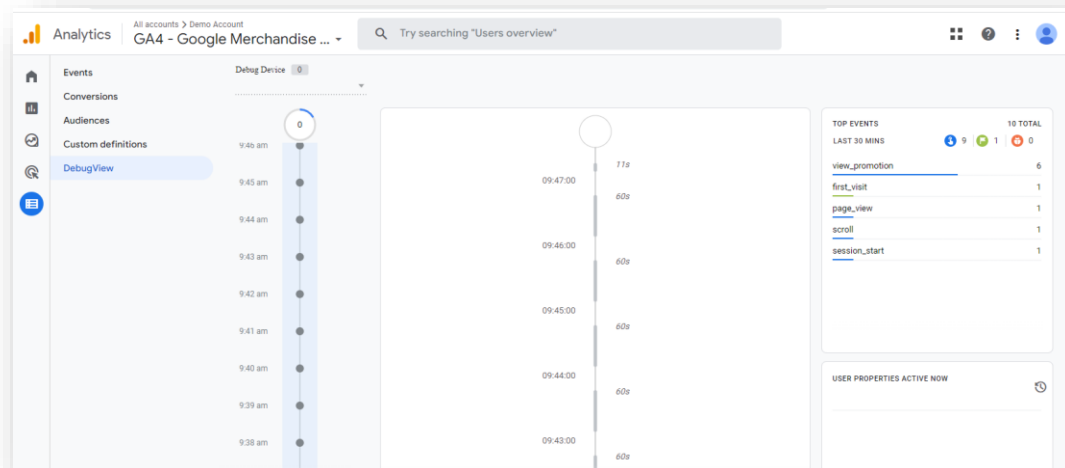 All accounts > Demo Account
Analytics
GA4 - Google Merchandise ...
Try searching "Users overview"
Events
Conversions
Audiences
Custom definitions
DebugView
Debug Device 0
0
9:46 am
9:45 am
9:44 am
9:43 am
9:42 am
9:41 am
9:40 am
9:39 am
9:38 am
11s
09:47:00
60s
09:46:00
60s
09:45:00
60s
09:44:00
60s
09:43:00
60s
TOP EVENTS 10 TOTAL
LAST 30 MINS 9 1 0
view_promotion 6
first_visit 1
page_view 1
scroll 1
session_start 1
USER PROPERTIES ACTIVE NOW